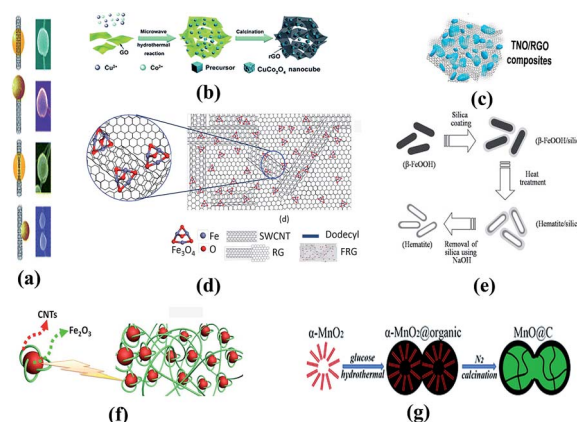 GO
Microwave
hydrothermal
reaction
Calcination
rGO
Cu²⁺
Co²⁺
Precursor
CuCo₂O₄
nanocube
(b)
TNO/RGO
composites
(c)
(a)
(d)
Fe
O
Fe₃O₄
SWCNT
RG
Dodecyl
FRG
(d)
Silica
coating
(β-FeOOH)
(β-FeOOH/silic
Heat
treatment
(Hematite)
Removal of
silica using
NaOH
(Hematite/silic
(e)
CNTs
Fe₂O₃
(f)
α-MnO₂
glucose
hydrothermal
α-MnO₂@organic
N₂
calcination
MnO@C
(g)